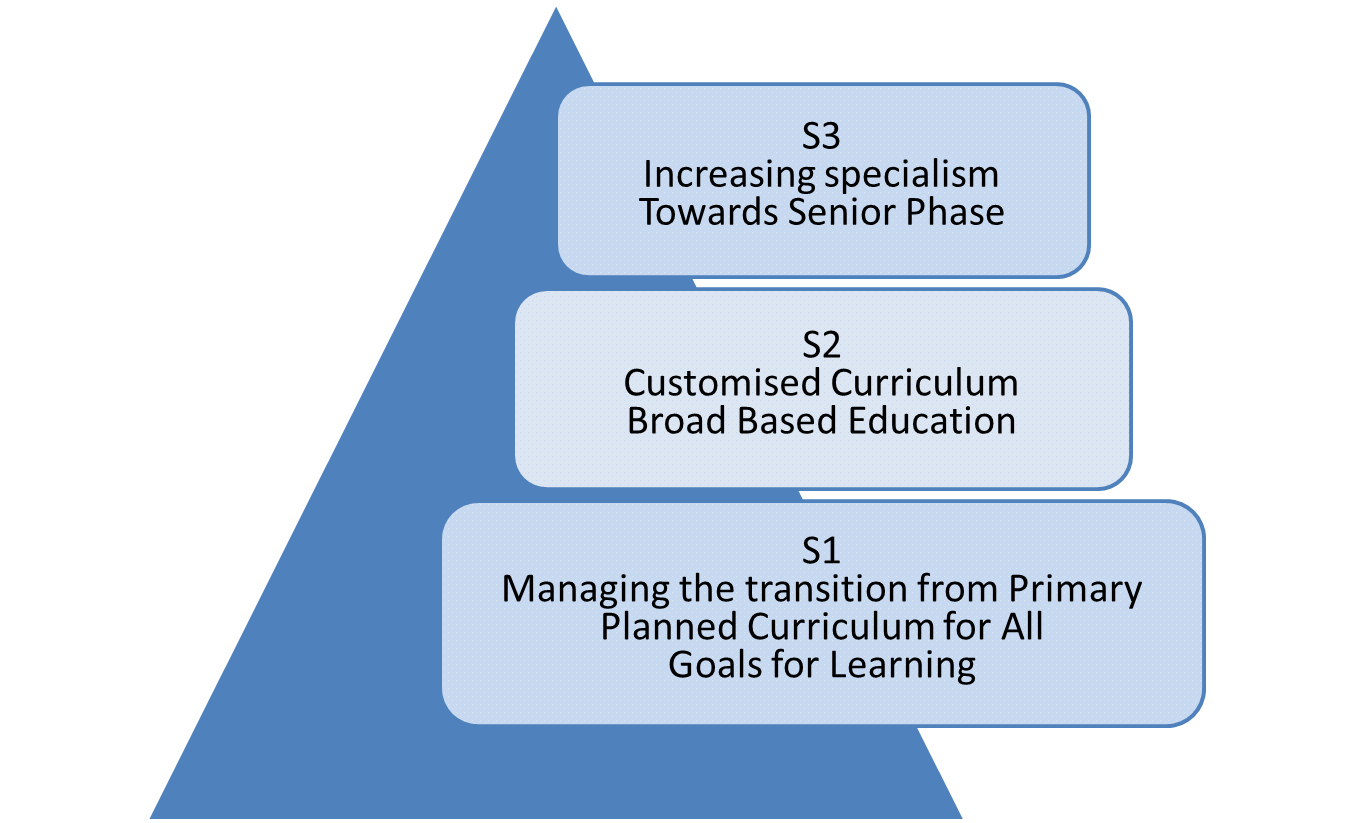 S3
Increasing specialism
Towards Senior Phase
S2
Customised Curriculum
Broad Based Education
S1
Managing the transition from Primary
Planned Curriculum for All
Goals for Learning